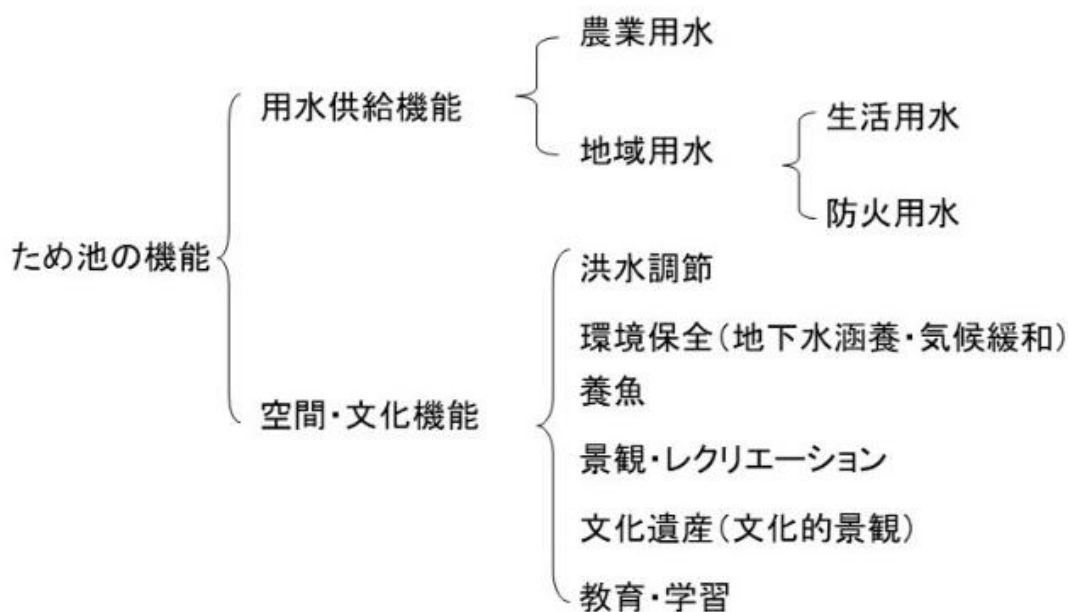 ため池の機能
用水供給機能
農業用水
地域用水
生活用水
防火用水
空間・文化機能
洪水調節
環境保全(地下水涵養・気候緩和)
養魚
景観・レクリエーション
文化遺産(文化的景観)
教育・学習